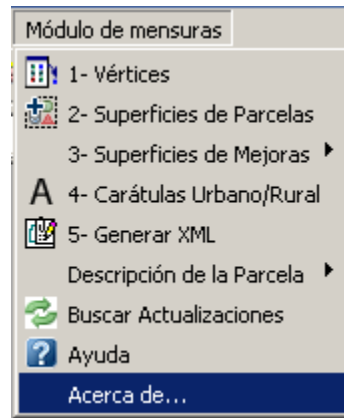 Módulo de mensuras
1- Vértices
2- Superficies de Parcelas
3- Superficies de Mejoras
4- Carátulas Urbano/Rural
5- Generar XML
Descripción de la Parcela
Buscar Actualizaciones
Ayuda
Acerca de...